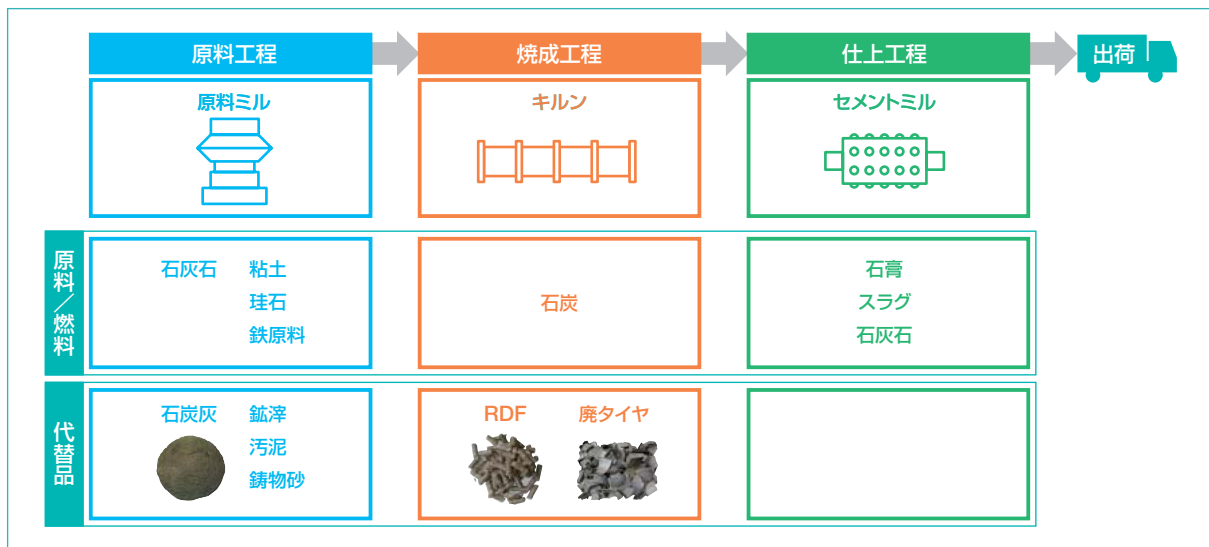 原料工程
焼成工程
仕上工程
出荷
原料ミル
キルン
セメントミル
原料／燃料
石灰石 粘土
珪石
鉄原料
石炭
石膏
スラグ
石灰石
代替品
石炭灰 鉱滓
汚泥
鋳物砂
RDF 廃タイヤ